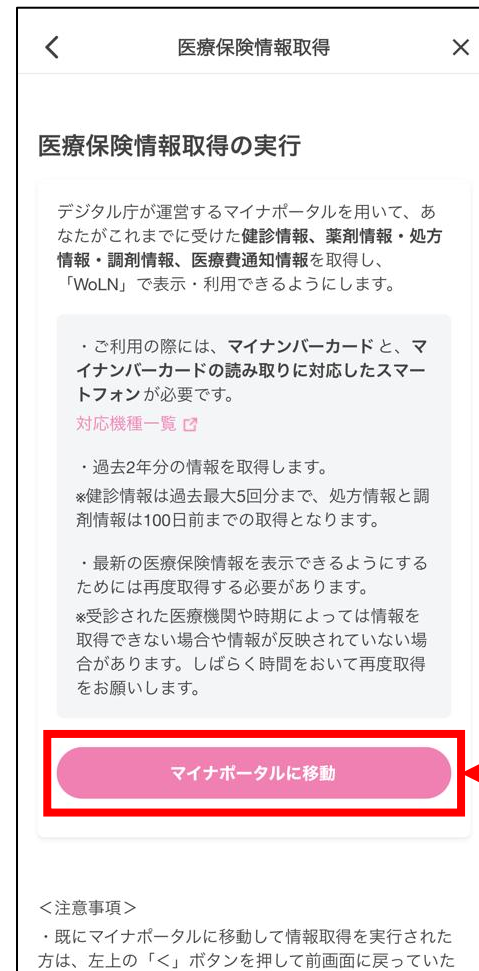 医療保険情報取得
医療保険情報取得の実行
デジタル庁が運営するマイナポータルを用いて、あ
なたがこれまでに受けた健診情報、薬剤情報・処方
情報・調剤情報、医療費通知情報を取得し、
「WoLN」で表示・利用できるようにします。
・ご利用の際には、マイナンバーカードと、マ
イナンバーカードの読み取りに対応したスマー
トフォンが必要です。
対応機種一覧
・過去2年分の情報を取得します。
※健診情報は過去最大5回分まで、処方情報と調
剤情報は100日前までの取得となります。
・最新の医療保険情報を表示できるようにする
ためには再度取得する必要があります。
※受診された医療機関や時期によっては情報を
取得できない場合や情報が反映されていない場
合があります。しばらく時間をおいて再度取得
をお願いします。
マイナポータルに移動
＜注意事項＞
・既にマイナポータルに移動して情報取得を実行された
方は、左上の「<」ボタンを押して前画面に戻っていた